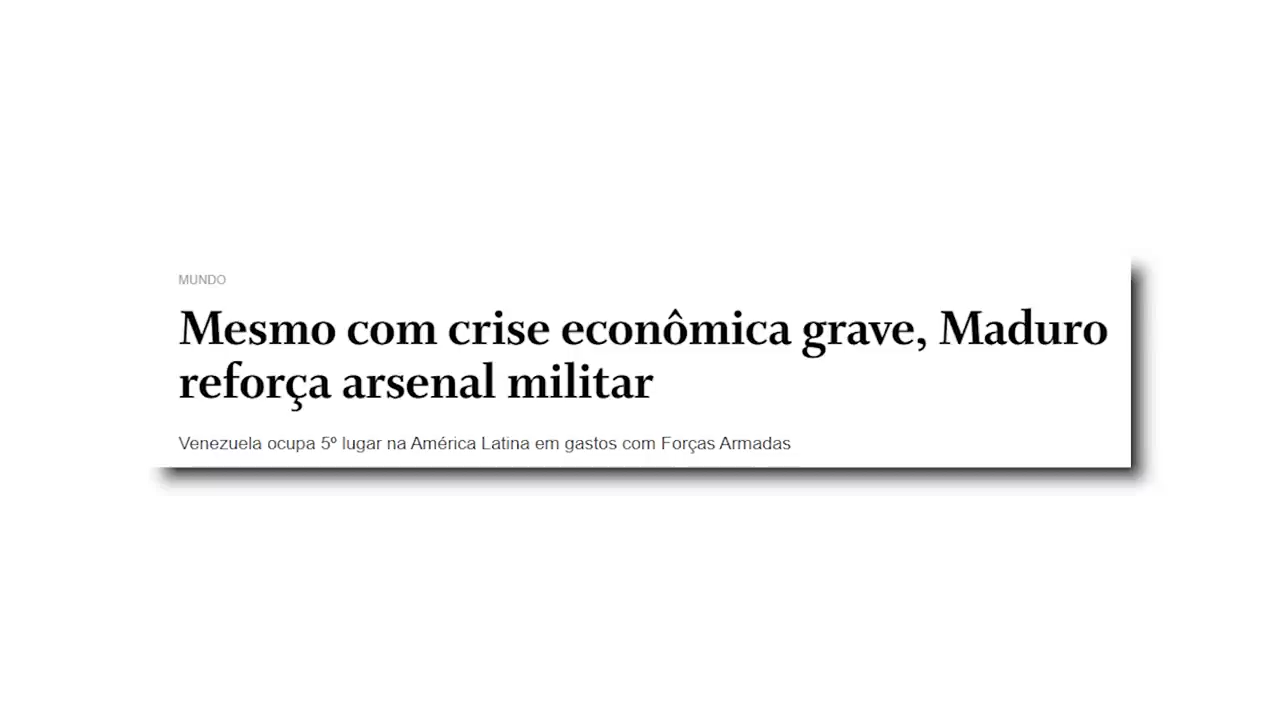 MUNDO
Mesmo com crise econômica grave, Maduro
reforça arsenal militar
Venezuela ocupa 5º lugar na América Latina em gastos com Forças Armadas